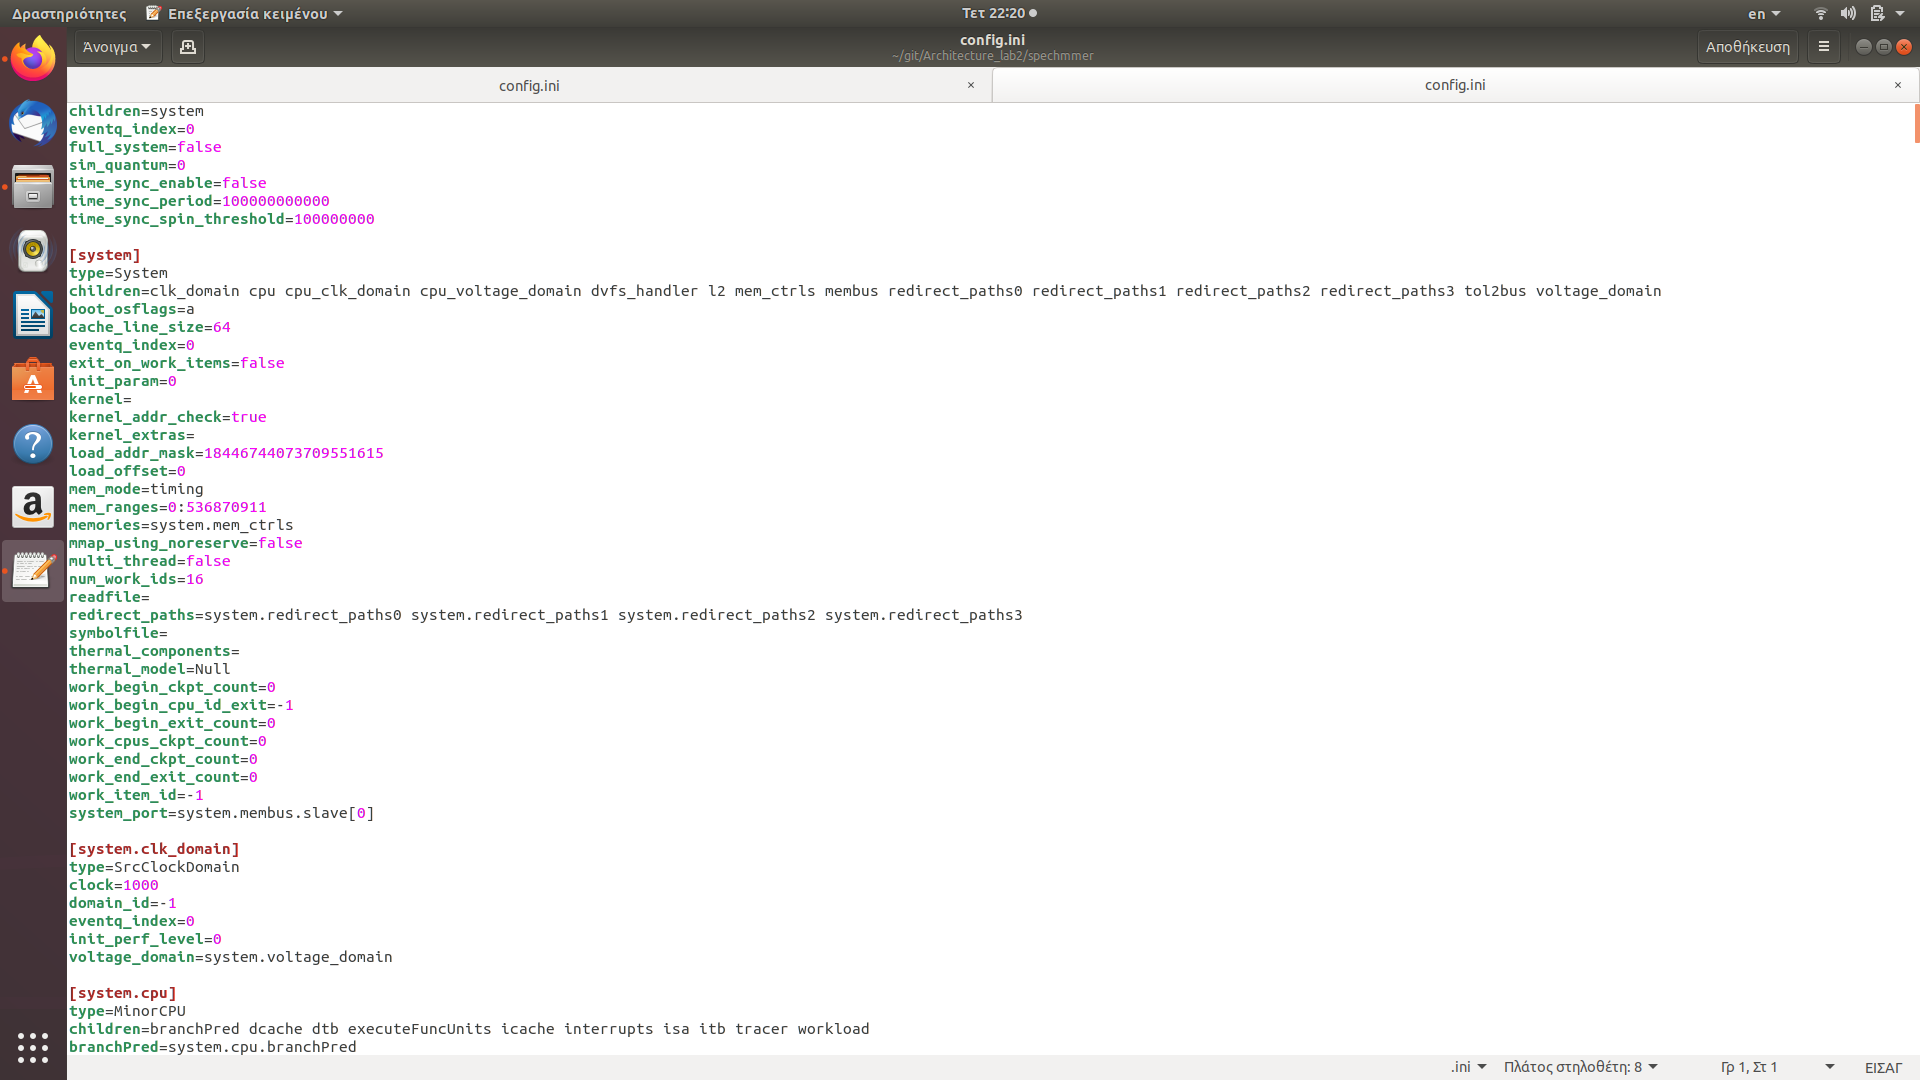 Δραστηριότητες Επεξεργασία κειμένου Τετ 22:20 en
Άνοιγμα config.ini Αποθήκευση
~/git/Architecture_lab2/spechmmer
config.ini × config.ini ×
children=system
eventq_index=0
full_system=false
sim_quantum=0
time_sync_enable=false
time_sync_period=100000000000
time_sync_spin_threshold=100000000
[system]
type=System
children=clk_domain cpu cpu_clk_domain cpu_voltage_domain dvfs_handler l2 mem_ctrls membus redirect_paths0 redirect_paths1 redirect_paths2 redirect_paths3 tol2bus voltage_domain
boot_osflags=a
cache_line_size=64
eventq_index=0
exit_on_work_items=false
init_param=0
kernel=
kernel_addr_check=true
kernel_extras=
load_addr_mask=18446744073709551615
load_offset=0
mem_mode=timing
mem_ranges=0:536870911
memories=system.mem_ctrls
mmap_using_noreserve=false
multi_thread=false
num_work_ids=16
readfile=
redirect_paths=system.redirect_paths0 system.redirect_paths1 system.redirect_paths2 system.redirect_paths3
symbolfile=
thermal_components=
thermal_model=Null
work_begin_ckpt_count=0
work_begin_cpu_id_exit=-1
work_begin_exit_count=0
work_cpus_ckpt_count=0
work_end_ckpt_count=0
work_end_exit_count=0
work_item_id=-1
system_port=system.membus.slave[0]
[system.clk_domain]
type=SrcClockDomain
clock=1000
domain_id=-1
eventq_index=0
init_perf_level=0
voltage_domain=system.voltage_domain
[system.cpu]
type=MinorCPU
children=branchPred dcache dtb executeFuncUnits icache interrupts isa itb tracer workload
branchPred=system.cpu.branchPred
.ini Πλάτος στηλοθέτη: 8 Γρ 1, Στ 1 ΕΙΣΑΓ